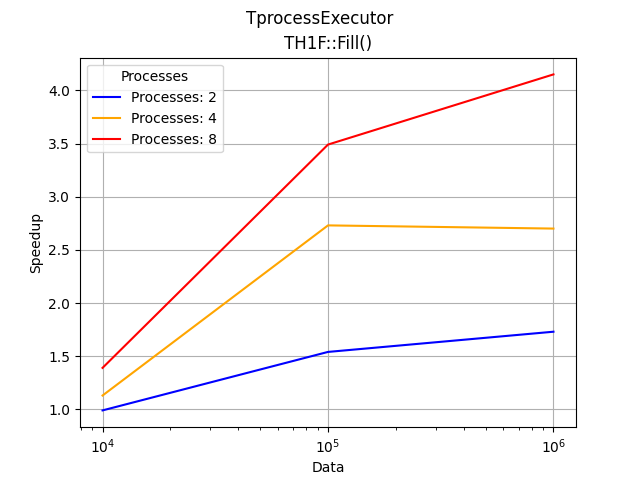 TprocessExecutor
TH1F::Fill()
Processes
Processes: 2
Processes: 4
Processes: 8
4.0
3.5
3.0
2.5
2.0
1.5
1.0
Speedup
10⁴ 10⁵ 10⁶
Data